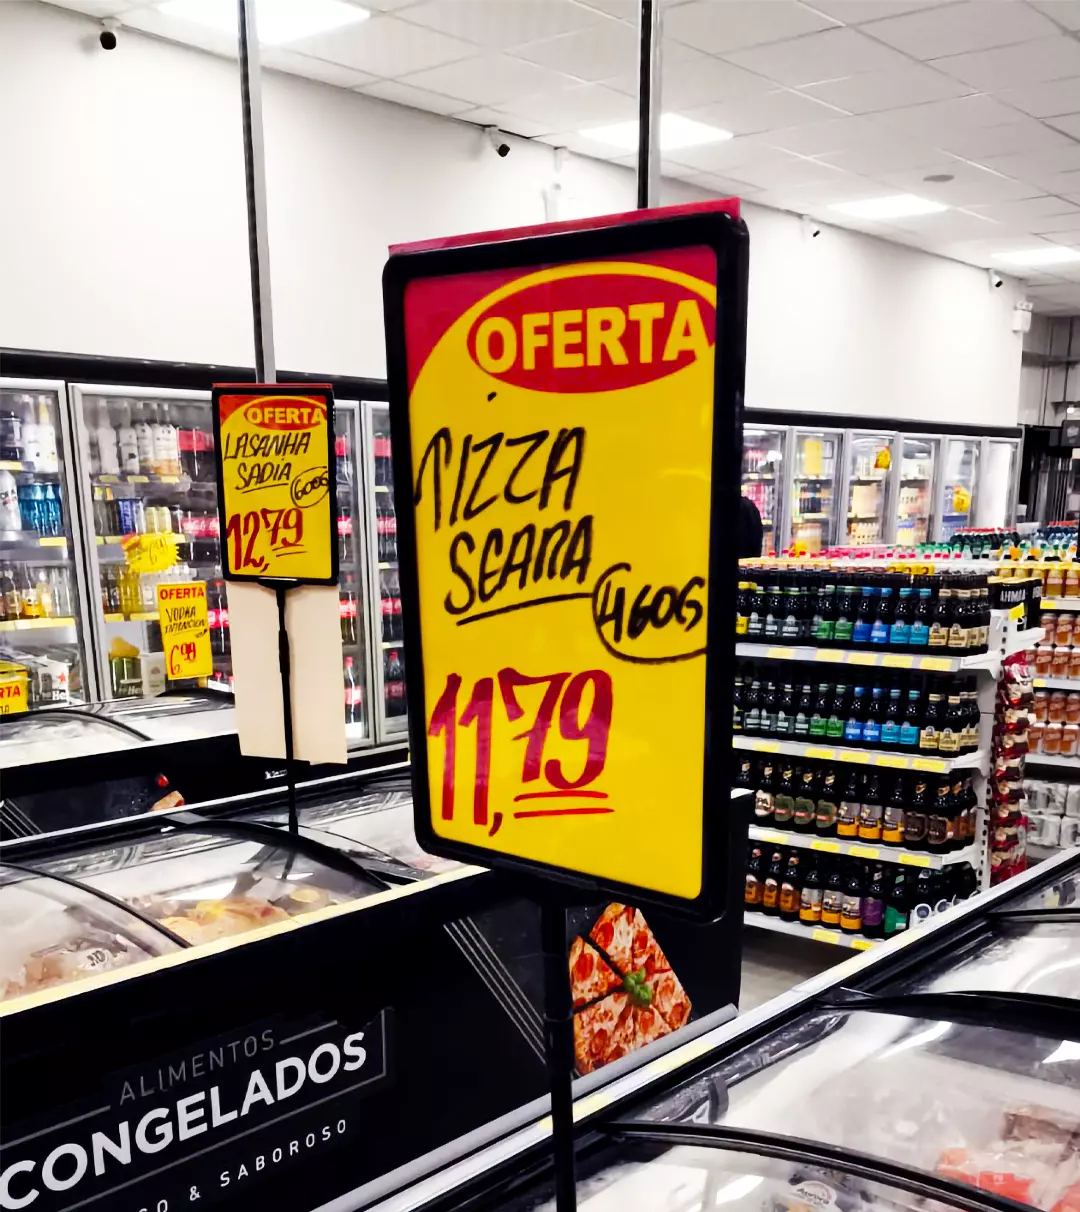 OFERTA
PIZZA
SEARA
460G
11,79
OFERTA
LASANHA
SADIA
600G
12,79
OFERTA
VODKA
6,99
ALIMENTOS
CONGELADOS
& SABOROSO